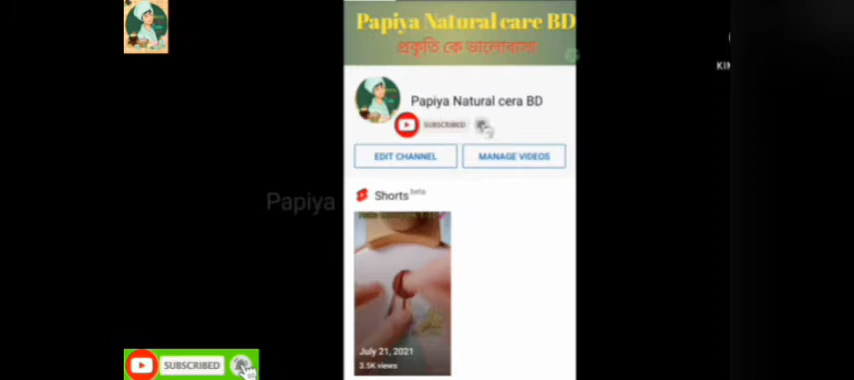 Papiya Natural care BD
প্রকৃতি কে ভালোবাসা
KIN
Papiya Natural cera BD
SUBSCRIBED
EDIT CHANNEL
MANAGE VIDEOS
Shorts beta
Papiya
July 21, 2021
3.5K views
SUBSCRIBED